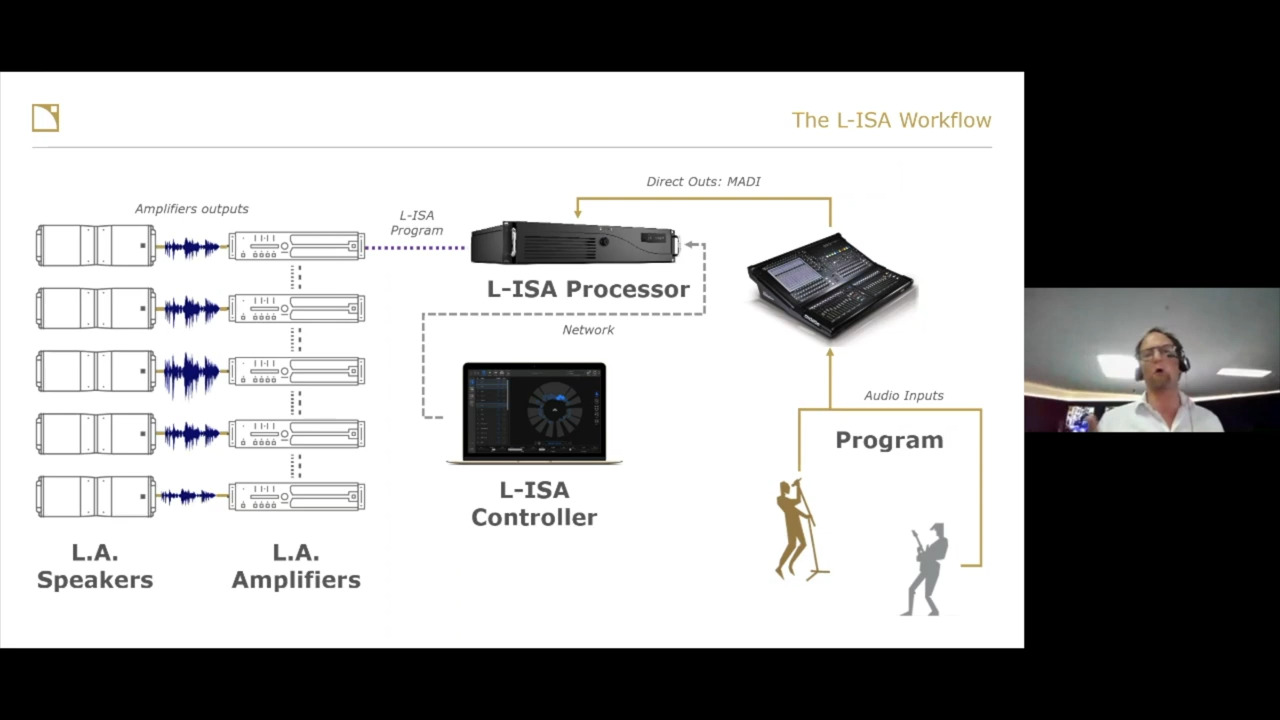 The L-ISA Workflow
Direct Outs: MADI
Amplifiers outputs
L-ISA
Program
L-ISA Processor
Network
Audio Inputs
Program
L-ISA
Controller
L.A.
Speakers
L.A.
Amplifiers